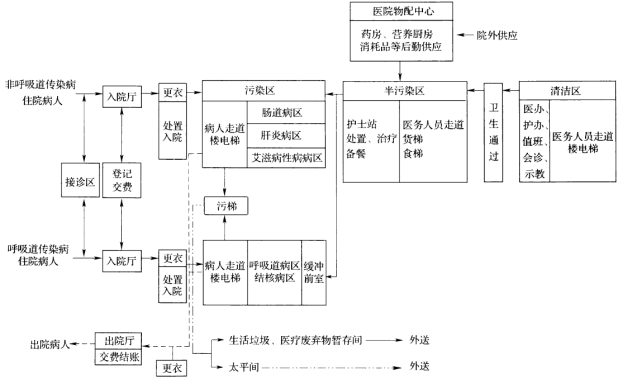 医院物配中心
药房、营养厨房
消耗品等后勤供应
院外供应
非呼吸道传染病
住院病人
入院厅
更衣
处置
入院
污染区
病人走道
楼电梯
肠道病区
肝炎病区
艾滋病性病病区
半污染区
护士站
处置、治疗
备餐
医务人员走道
货梯
食梯
卫生通过
清洁区
医办、
护办、
值班、
会诊、
示教
医务人员走道
楼电梯
接诊区
登记
交费
污梯
呼吸道传染病
住院病人
入院厅
更衣
处置
入院
病人走道
楼电梯
呼吸道病区
结核病区
缓冲
前室
出院病人
出院厅
交费结账
更衣
生活垃圾、医疗废弃物暂存间
外送
太平间
外送